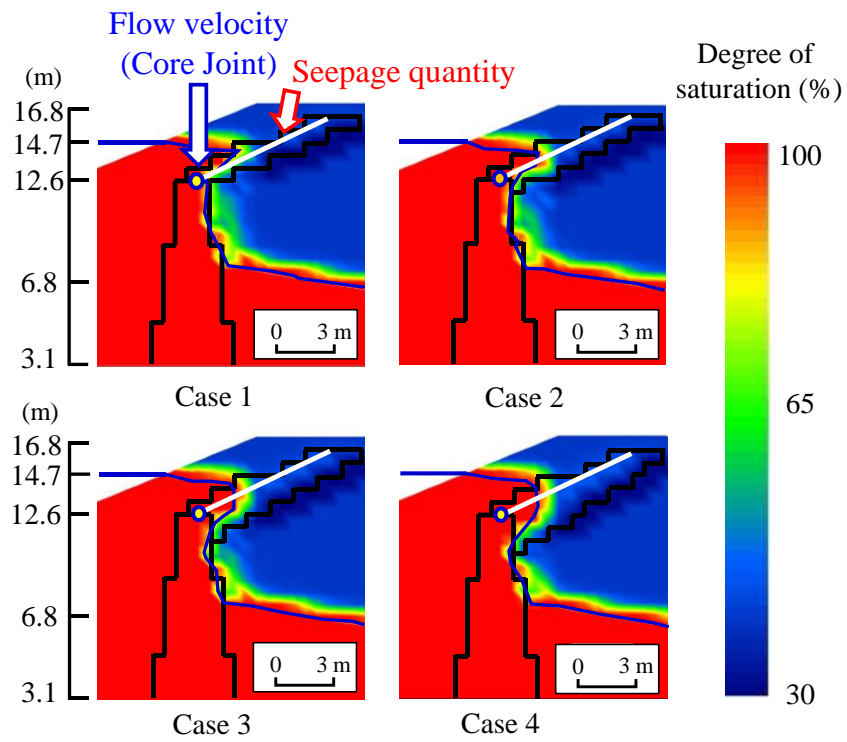 Flow velocity
(Core Joint)
Seepage quantity
Degree of
saturation (%)
(m)
16.8
14.7
12.6
6.8
3.1
0 3 m
0 3 m
Case 1
Case 2
100
65
30
(m)
16.8
14.7
12.6
6.8
3.1
0 3 m
0 3 m
Case 3
Case 4